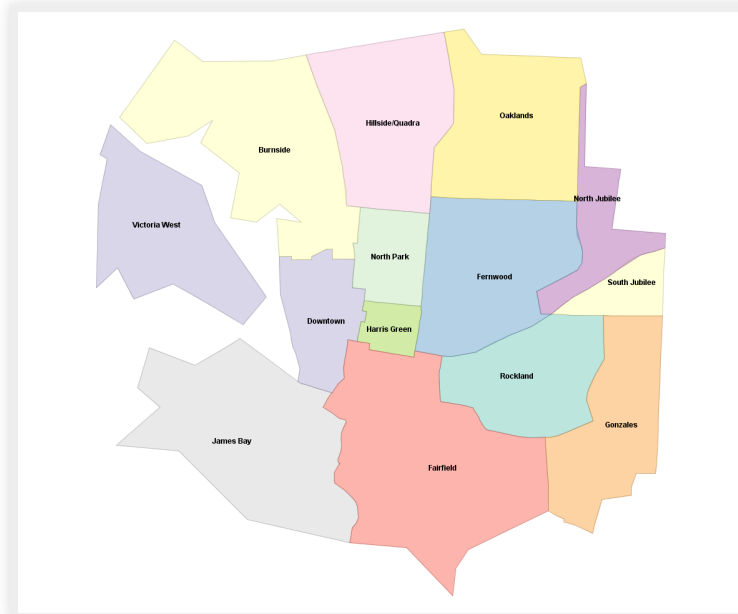 Oaklands
Hillside/Quadra
Burnside
North Jubilee
Victoria West
North Park
Fernwood
South Jubilee
Downtown
Harris Green
Rockland
Gonzales
James Bay
Fairfield